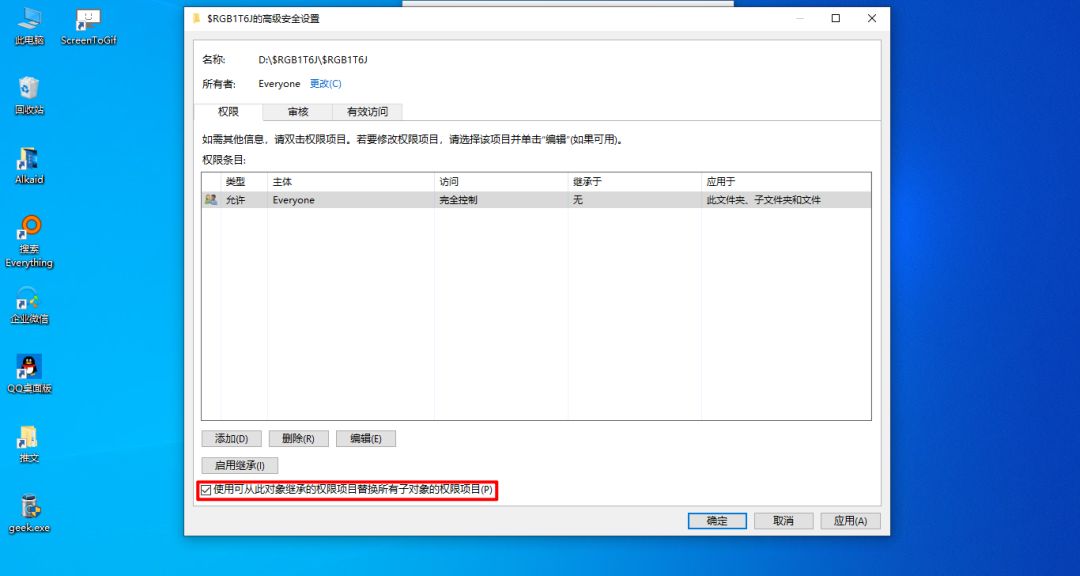 $RGB1T6J的高级安全设置
名称: D:\$RGB1T6J\$RGB1T6J
所有者: Everyone 更改(C)
权限 审核 有效访问
如需其他信息，请双击权限项目。若要修改权限项目，请选择该项目并单击“编辑”(如果可用)。
权限条目:
类型 主体 访问 继承于 应用于
允许 Everyone 完全控制 无 此文件夹、子文件夹和文件
添加(D) 删除(R) 编辑(E)
启用继承(I)
使用可从此对象继承的权限项目替换所有子对象的权限项目(P)
确定 取消 应用(A)
此电脑
ScreenToGif
回收站
Alkaid
搜索
Everything
企业微信
QQ桌面版
推文
geek.exe